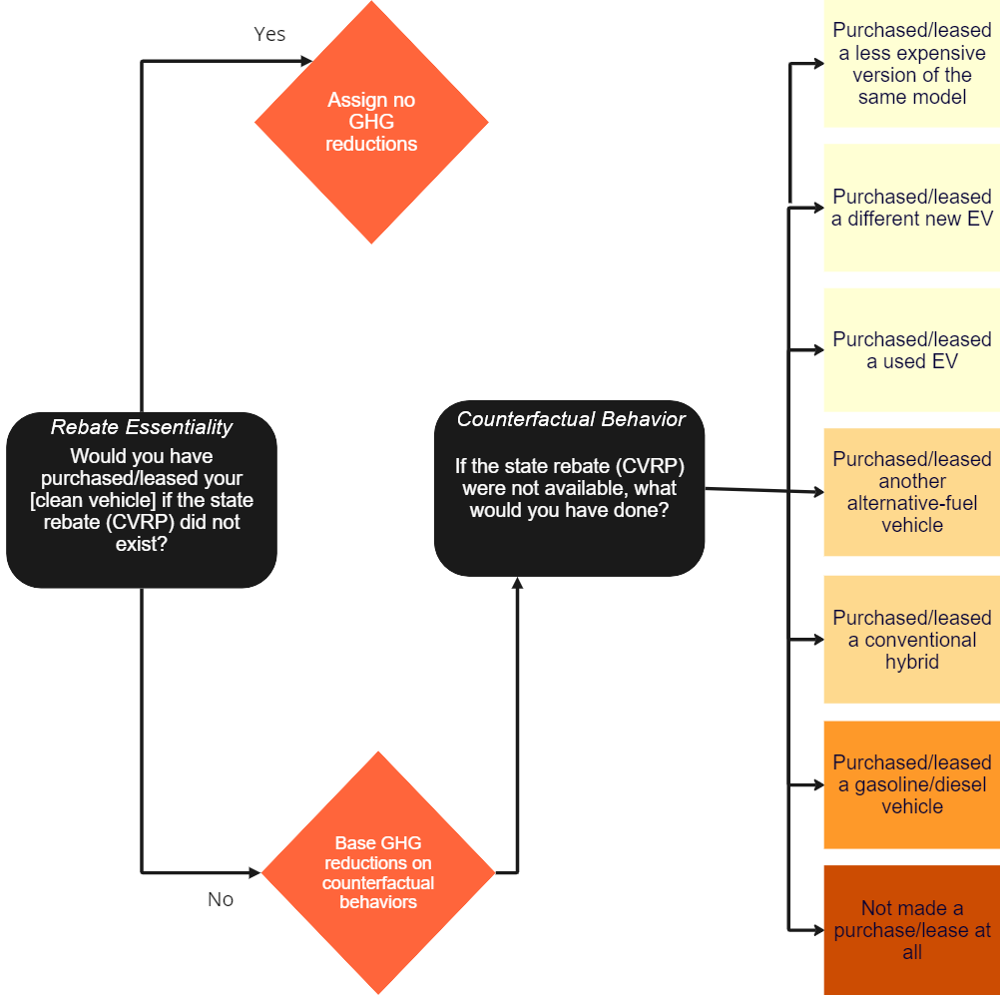 Yes
Assign no
GHG
reductions
Rebate Essentiality
Would you have
purchased/leased your
[clean vehicle] if the state
rebate (CVRP) did not
exist?
No
Base GHG
reductions on
counterfactual
behaviors
Counterfactual Behavior
If the state rebate (CVRP)
were not available, what
would you have done?
Purchased/leased
a less expensive
version of the
same model
Purchased/leased
a different new EV
Purchased/leased
a used EV
Purchased/leased
another
alternative-fuel
vehicle
Purchased/leased
a conventional
hybrid
Purchased/leased
a gasoline/diesel
vehicle
Not made a
purchase/lease at
all